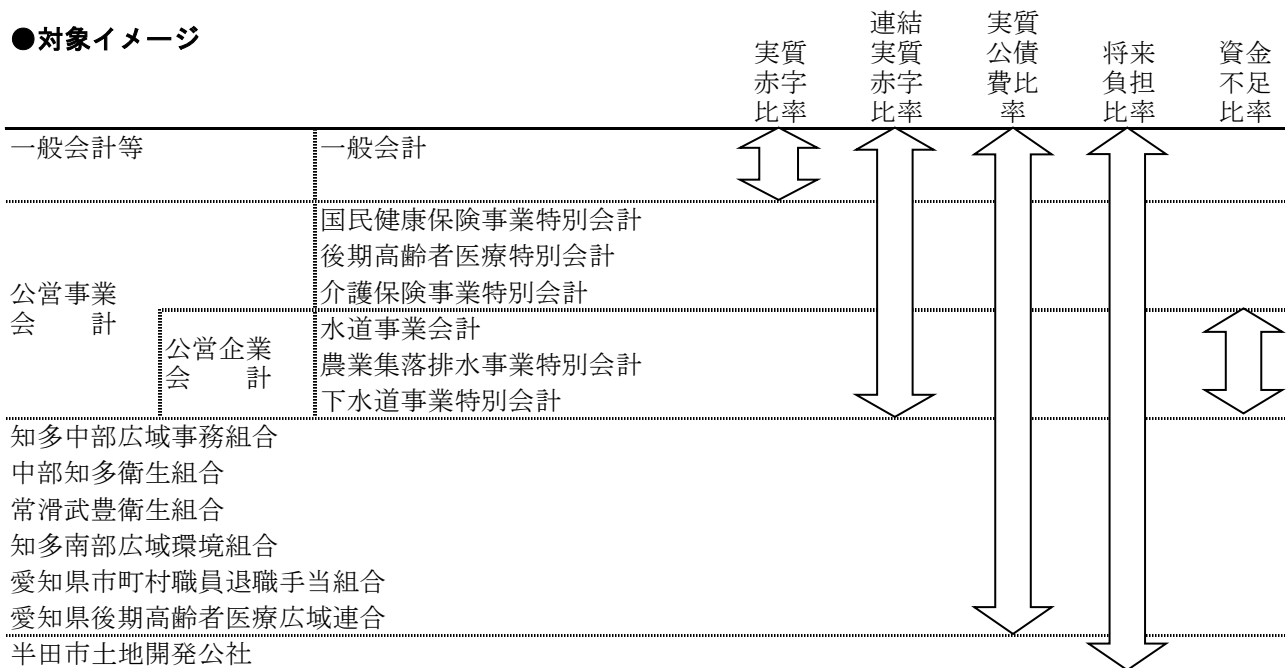 ●対象イメージ
実質
赤字
比率
連結
実質
赤字
比率
実質
公債
費比
率
将来
負担
比率
資金
不足
比率
一般会計等
一般会計
公営事業
会　　計
国民健康保険事業特別会計
後期高齢者医療特別会計
介護保険事業特別会計
公営企業
会　　計
水道事業会計
農業集落排水事業特別会計
下水道事業特別会計
知多中部広域事務組合
中部知多衛生組合
常滑武豊衛生組合
知多南部広域環境組合
愛知県市町村職員退職手当組合
愛知県後期高齢者医療広域連合
半田市土地開発公社